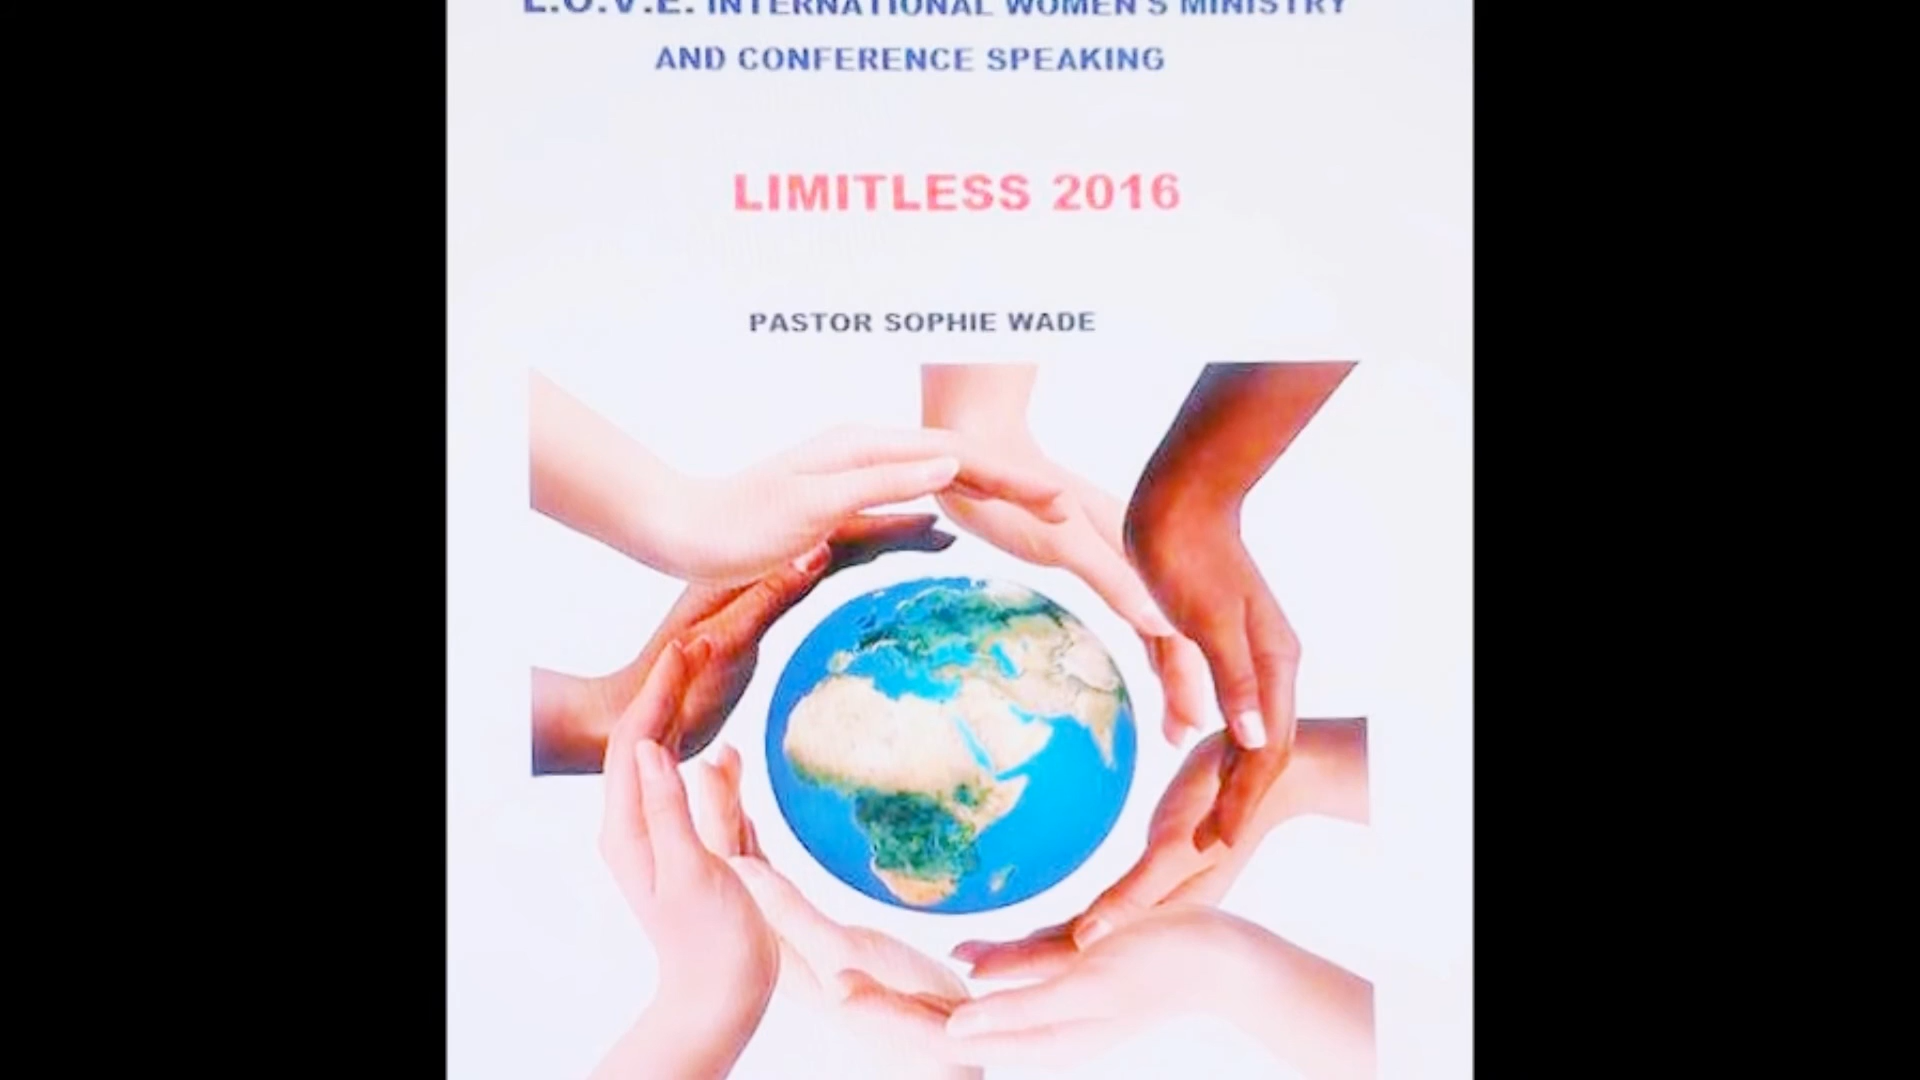 L.O.V.E. INTERNATIONAL WOMEN'S MINISTRY
AND CONFERENCE SPEAKING
LIMITLESS 2016
PASTOR SOPHIE WADE